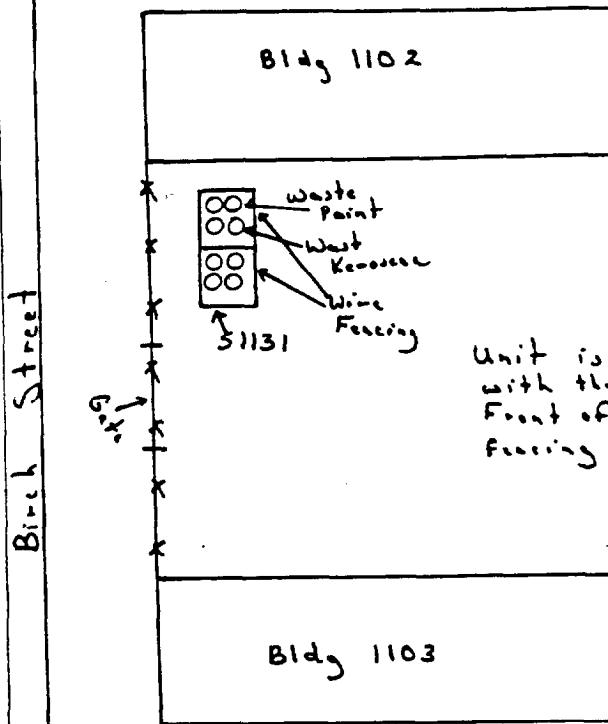 Bldg 1102
Waste
Paint
Wast
Kerosene
Wire
Fencing
S1131
Unit is
with the
Front of
Fencing
Gate
Birch Street
Bldg 1103